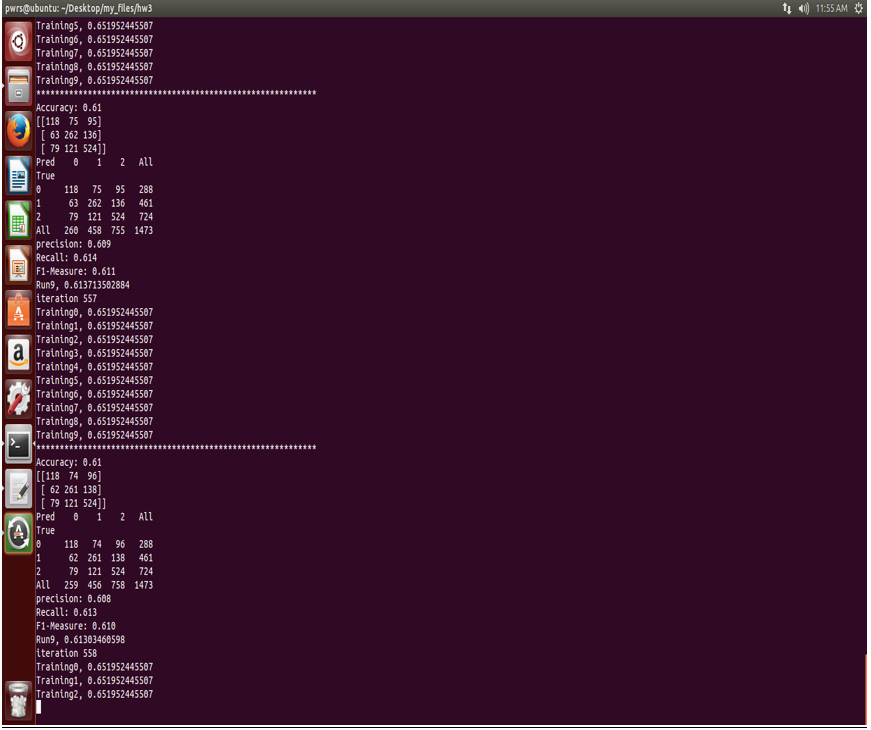 pwrs@ubuntu: ~/Desktop/my_files/hw3 11:55 AM
Training5, 0.651952445507
Training6, 0.651952445507
Training7, 0.651952445507
Training8, 0.651952445507
Training9, 0.651952445507
************************************************************
Accuracy: 0.61
[[118  75  95]
 [ 63 262 136]
 [ 79 121 524]]
Pred    0    1    2   All
True
0     118   75   95   288
1      63  262  136   461
2      79  121  524   724
All   260  458  755  1473
precision: 0.609
Recall: 0.614
F1-Measure: 0.611
Run9, 0.613713502884
iteration 557
Training0, 0.651952445507
Training1, 0.651952445507
Training2, 0.651952445507
Training3, 0.651952445507
Training4, 0.651952445507
Training5, 0.651952445507
Training6, 0.651952445507
Training7, 0.651952445507
Training8, 0.651952445507
Training9, 0.651952445507
************************************************************
Accuracy: 0.61
[[118  74  96]
 [ 62 261 138]
 [ 79 121 524]]
Pred    0    1    2   All
True
0     118   74   96   288
1      62  261  138   461
2      79  121  524   724
All   259  456  758  1473
precision: 0.608
Recall: 0.613
F1-Measure: 0.610
Run9, 0.61303460598
iteration 558
Training0, 0.651952445507
Training1, 0.651952445507
Training2, 0.651952445507